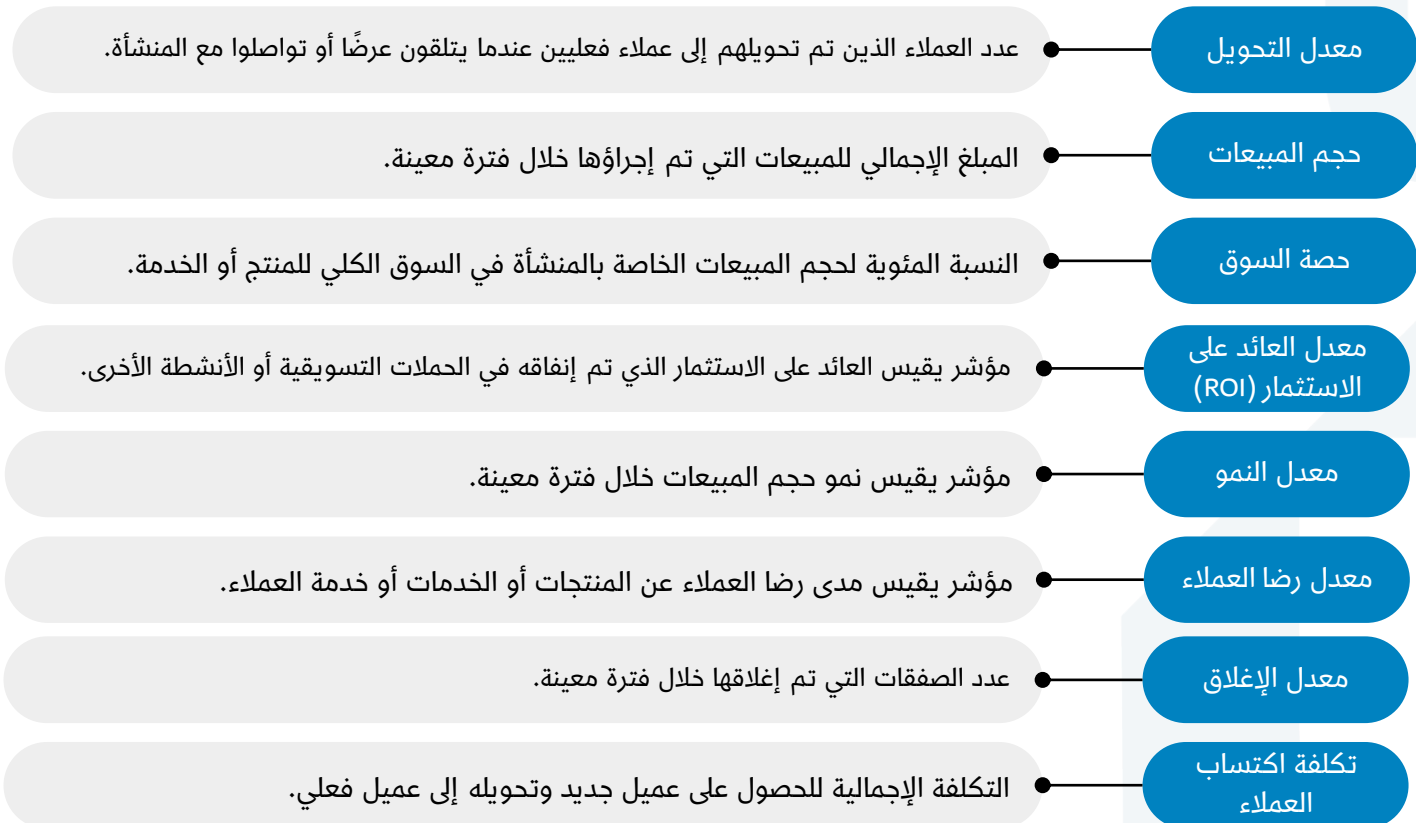 معدل التحويل
عدد العملاء الذين تم تحويلهم إلى عملاء فعليين عندما يتلقون عرضًا أو تواصلوا مع المنشأة.
حجم المبيعات
المبلغ الإجمالي للمبيعات التي تم إجراؤها خلال فترة معينة.
حصة السوق
النسبة المئوية لحجم المبيعات الخاصة بالمنشأة في السوق الكلي للمنتج أو الخدمة.
معدل العائد على
الاستثمار (ROI)
مؤشر يقيس العائد على الاستثمار الذي تم إنفاقه في الحملات التسويقية أو الأنشطة الأخرى.
معدل النمو
مؤشر يقيس نمو حجم المبيعات خلال فترة معينة.
معدل رضا العملاء
مؤشر يقيس مدى رضا العملاء عن المنتجات أو الخدمات أو خدمة العملاء.
معدل الإغلاق
عدد الصفقات التي تم إغلاقها خلال فترة معينة.
تكلفة اكتساب
العملاء
التكلفة الإجمالية للحصول على عميل جديد وتحويله إلى عميل فعلي.